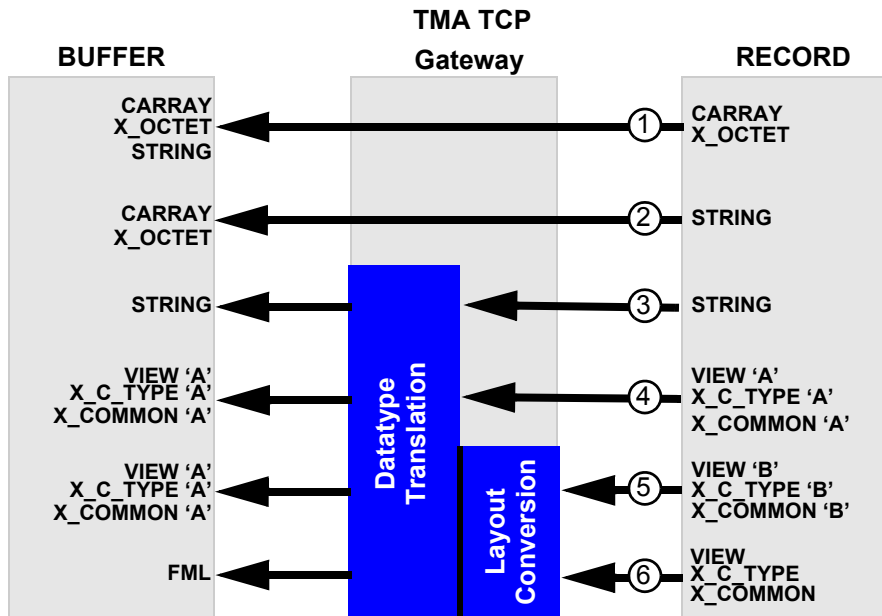 TMA TCP
Gateway
BUFFER
RECORD
CARRAY
X_OCTET
STRING
1
CARRAY
X_OCTET
CARRAY
X_OCTET
2
STRING
STRING
3
STRING
VIEW ‘A’
X_C_TYPE ‘A’
X_COMMON ‘A’
4
VIEW ‘A’
X_C_TYPE ‘A’
X_COMMON ‘A’
VIEW ‘A’
X_C_TYPE ‘A’
X_COMMON ‘A’
5
VIEW ‘B’
X_C_TYPE ‘B’
X_COMMON ‘B’
FML
6
VIEW
X_C_TYPE
X_COMMON
Datatype
Translation
Layout
Conversion